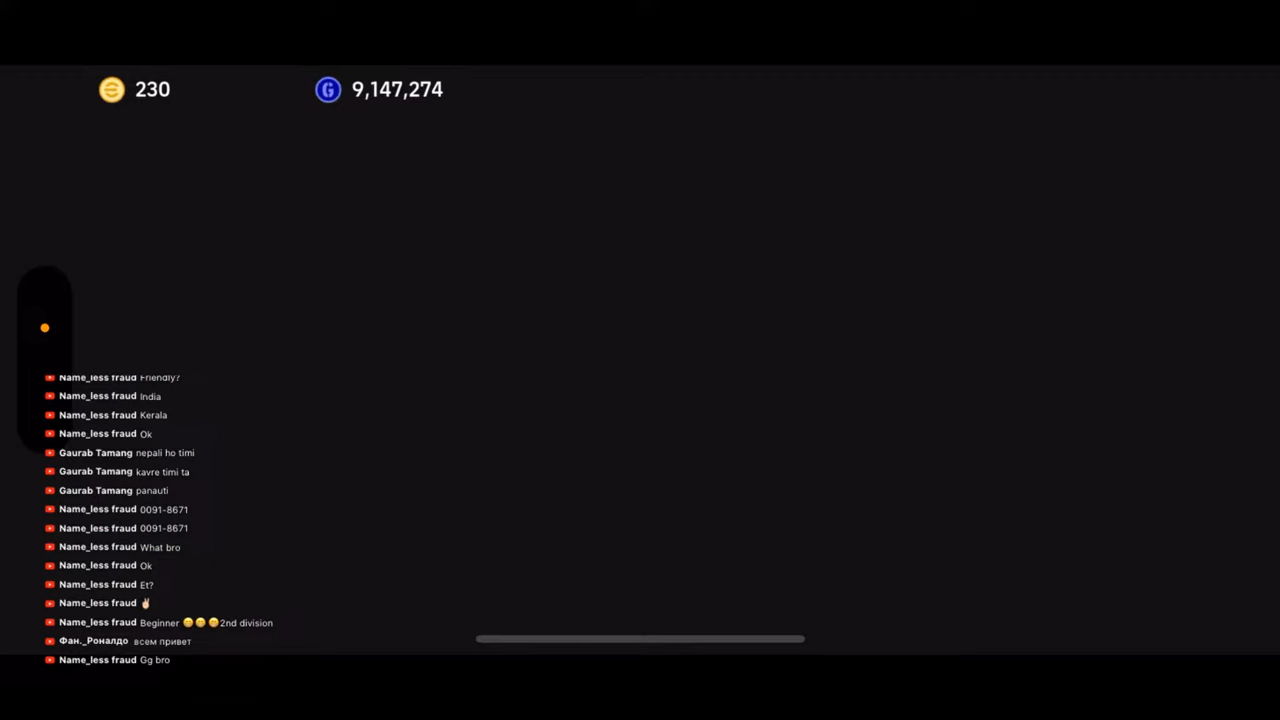 230
9,147,274
Name_less fraud Friendly?
Name_less fraud India
Name_less fraud Kerala
Name_less fraud Ok
Gaurab Tamang nepali ho timi
Gaurab Tamang kavre timi ta
Gaurab Tamang panauti
Name_less fraud 0091-8671
Name_less fraud 0091-8671
Name_less fraud What bro
Name_less fraud Ok
Name_less fraud Et?
Name_less fraud ✌🏻
Name_less fraud Beginner 🤭🤭🤭2nd division
Фан._Роналдо всем привет
Name_less fraud Gg bro